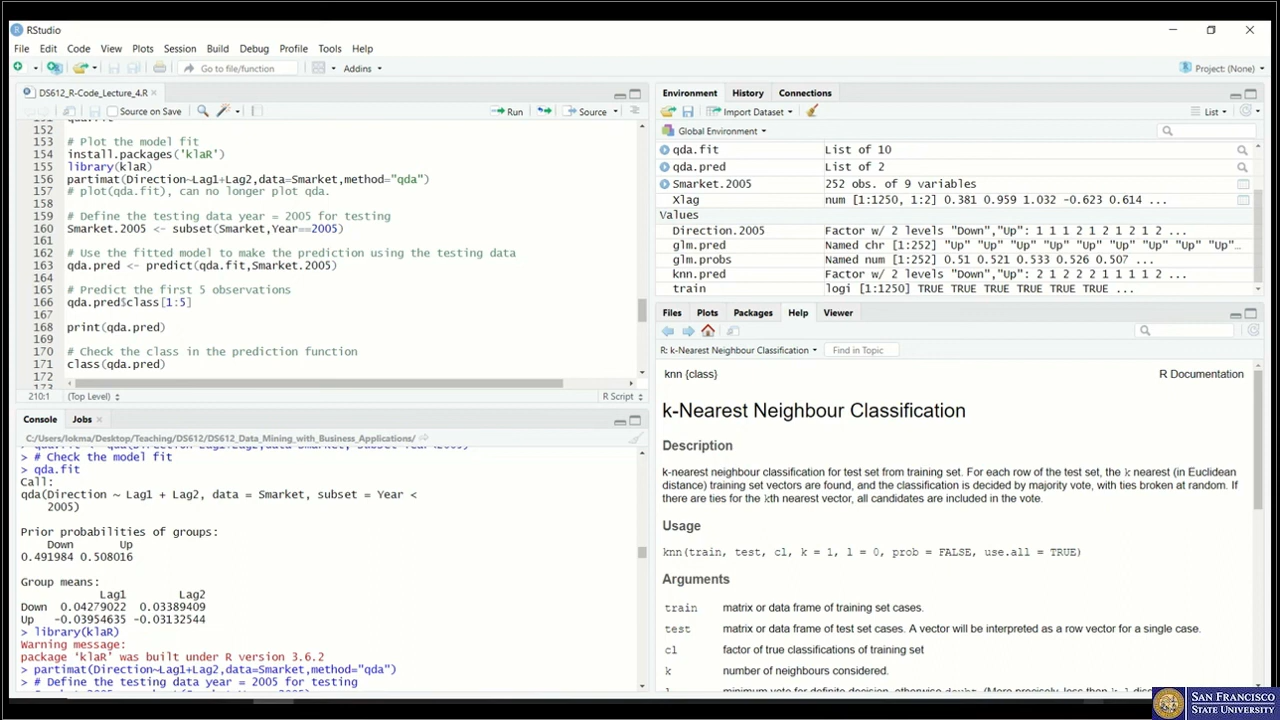 RStudio
File Edit Code View Plots Session Build Debug Profile Tools Help
Go to file/function Addins Project: (None)
DS612_R-Code_Lecture_4.R
Source on Save Run Source
152
153 # Plot the model fit
154 install.packages('klaR')
155 library(klaR)
156 partimat(Direction~Lag1+Lag2,data=Smarket,method="qda")
157 # plot(qda.fit), can no longer plot qda.
158
159 # Define the testing data year = 2005 for testing
160 Smarket.2005 <- subset(Smarket,Year==2005)
161
162 # Use the fitted model to make the prediction using the testing data
163 qda.pred <- predict(qda.fit,Smarket.2005)
164
165 # Predict the first 5 observations
166 qda.pred$class[1:5]
167
168 print(qda.pred)
169
170 # Check the class in the prediction function
171 class(qda.pred)
172
210:1 (Top Level) R Script
Console Jobs
C:/Users/lokma/Desktop/Teaching/DS612/DS612_Data_Mining_with_Business_Applications/
> # Check the model fit
> qda.fit
Call:
qda(Direction ~ Lag1 + Lag2, data = Smarket, subset = Year <
2005)
Prior probabilities of groups:
Down Up
0.491984 0.508016
Group means:
Lag1 Lag2
Down 0.04279022 0.03389409
Up -0.03954635 -0.03132544
> library(klaR)
Warning message:
package 'klaR' was built under R version 3.6.2
> partimat(Direction~Lag1+Lag2,data=Smarket,method="qda")
> # Define the testing data year = 2005 for testing
Environment History Connections
Import Dataset List
Global Environment
qda.fit List of 10
qda.pred List of 2
Smarket.2005 252 obs. of 9 variables
Xlag num [1:1250, 1:2] 0.381 0.959 1.032 -0.623 0.614 ...
Values
Direction.2005 Factor w/ 2 levels "Down","Up": 1 1 1 2 1 2 1 2 1 2 ...
glm.pred Named chr [1:252] "Up" "Up" "Up" "Up" "Up" "Up" "Up" "Up"…
glm.probs Named num [1:252] 0.51 0.521 0.533 0.526 0.507 ...
knn.pred Factor w/ 2 levels "Down","Up": 2 1 2 2 2 1 1 1 1 2 ...
train logi [1:1250] TRUE TRUE TRUE TRUE TRUE TRUE ...
Files Plots Packages Help Viewer
R: k-Nearest Neighbour Classification Find in Topic
knn {class} R Documentation
k-Nearest Neighbour Classification
Description
k-nearest neighbour classification for test set from training set. For each row of the test set, the k nearest (in Euclidean
distance) training set vectors are found, and the classification is decided by majority vote, with ties broken at random. If
there are ties for the kth nearest vector, all candidates are included in the vote.
Usage
knn(train, test, cl, k = 1, l = 0, prob = FALSE, use.all = TRUE)
Arguments
train matrix or data frame of training set cases.
test matrix or data frame of test set cases. A vector will be interpreted as a row vector for a single case.
cl factor of true classifications of training set
k number of neighbours considered.
SAN FRANCISCO
STATE UNIVERSITY